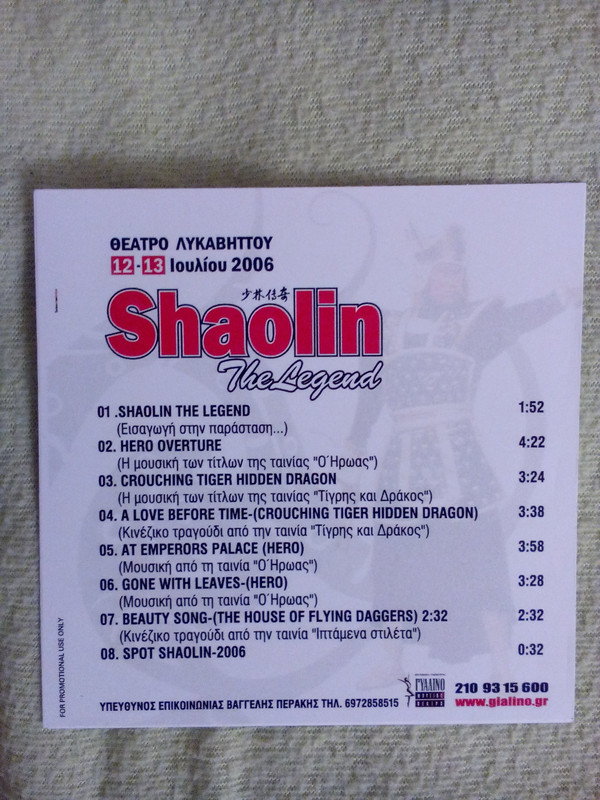 ΘΕΑΤΡΟ ΛΥΚΑΒΗΤΤΟΥ
12-13 Ιουλίου 2006
少林传奇
Shaolin
The Legend
01 .SHAOLIN THE LEGEND 1:52
(Εισαγωγή στην παράσταση...)
02. HERO OVERTURE 4:22
(Η μουσική των τίτλων της ταινίας "Ο΄Ηρωας")
03. CROUCHING TIGER HIDDEN DRAGON 3:24
(Η μουσική των τίτλων της ταινίας "Τίγρης και Δράκος")
04. A LOVE BEFORE TIME-(CROUCHING TIGER HIDDEN DRAGON) 3:38
(Κινέζικο τραγούδι από την ταινία "Τίγρης και Δράκος")
05. AT EMPERORS PALACE (HERO) 3:58
(Μουσική από τη ταινία "Ο΄Ηρωας")
06. GONE WITH LEAVES-(HERO) 3:28
(Μουσική από τη ταινία "Ο΄Ηρωας")
07. BEAUTY SONG-(THE HOUSE OF FLYING DAGGERS) 2:32 2:32
(Κινέζικο τραγούδι από την ταινία "Ιπτάμενα στιλέτα")
08. SPOT SHAOLIN-2006 0:32
FOR PROMOTIONAL USE ONLY
ΥΠΕΥΘΥΝΟΣ ΕΠΙΚΟΙΝΩΝΙΑΣ ΒΑΓΓΕΛΗΣ ΠΕΡΑΚΗΣ ΤΗΛ. 6972858515
ΓΥΑΛΙΝΟ
ΜΟΥΣΙΚΟ
ΘΕΑΤΡΟ
210 93 15 600
www.gialino.gr